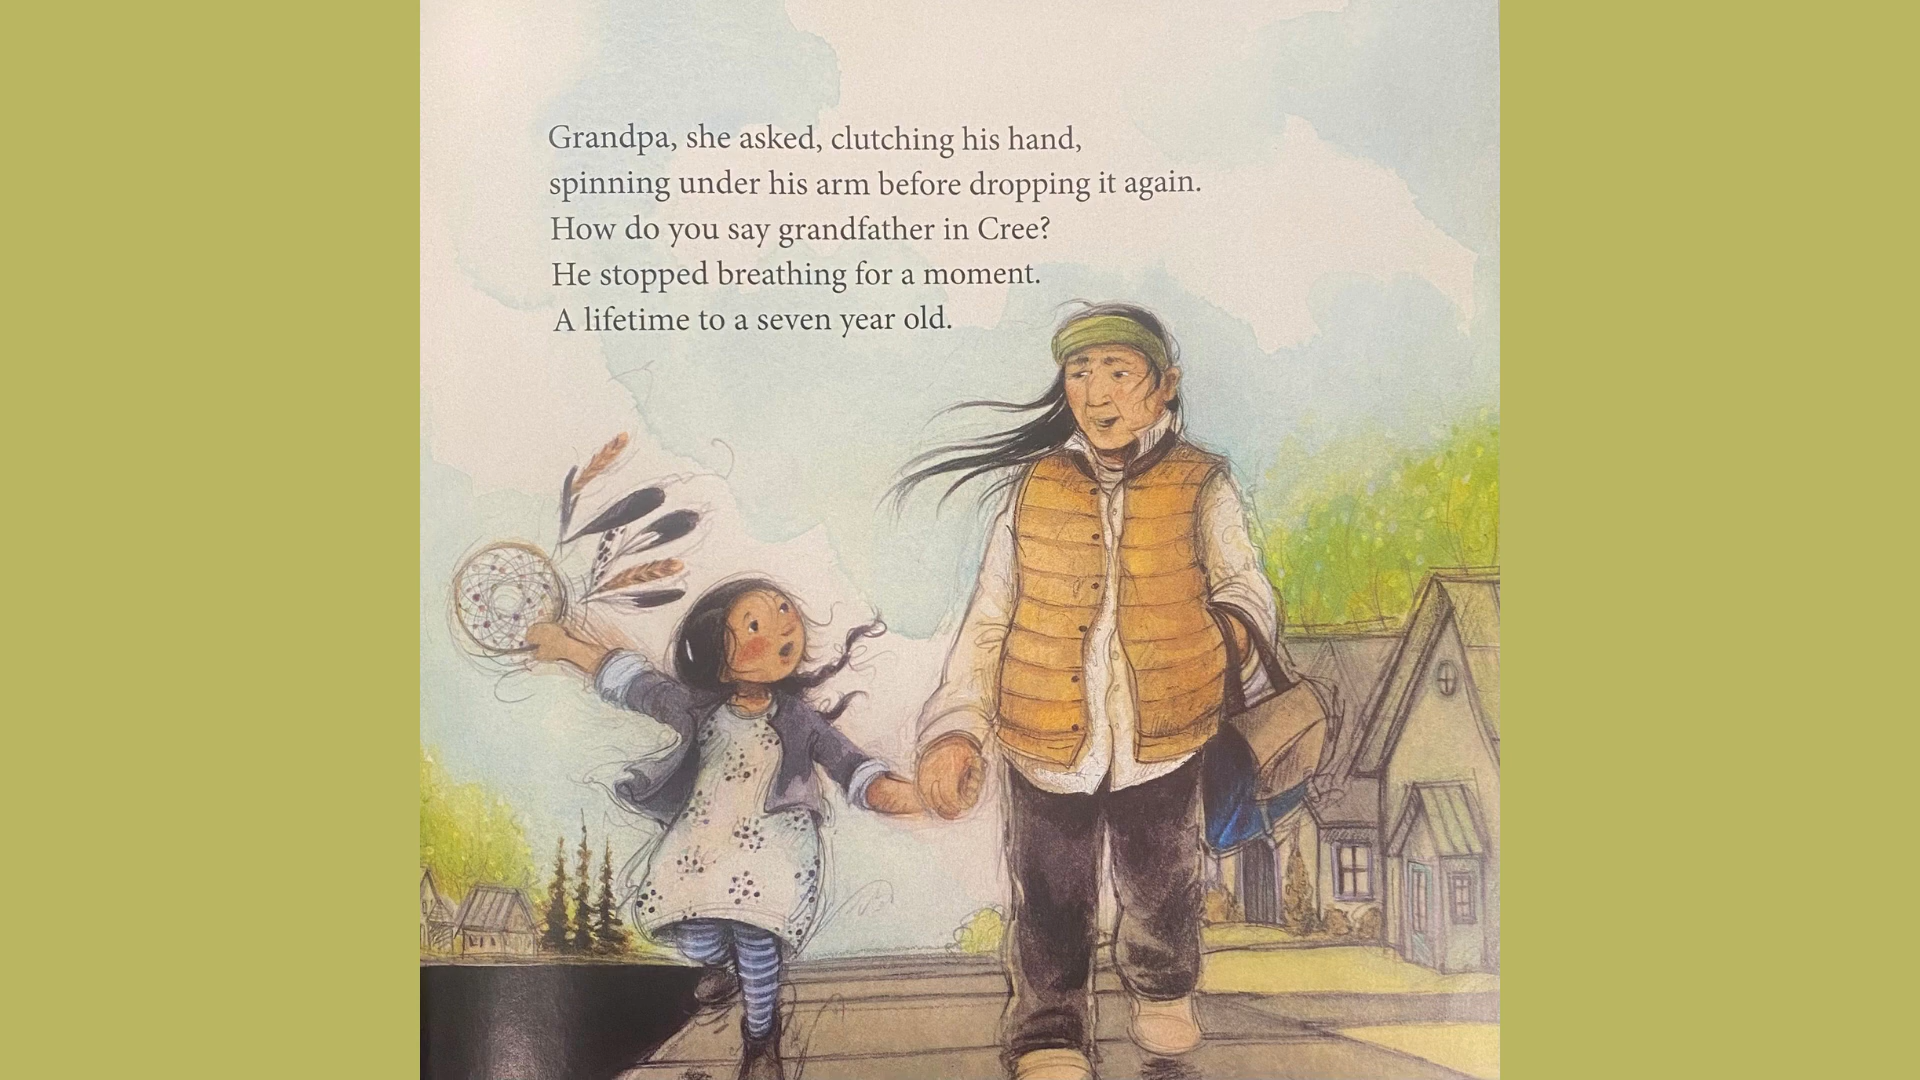 Grandpa, she asked, clutching his hand,
spinning under his arm before dropping it again.
How do you say grandfather in Cree?
He stopped breathing for a moment.
A lifetime to a seven year old.